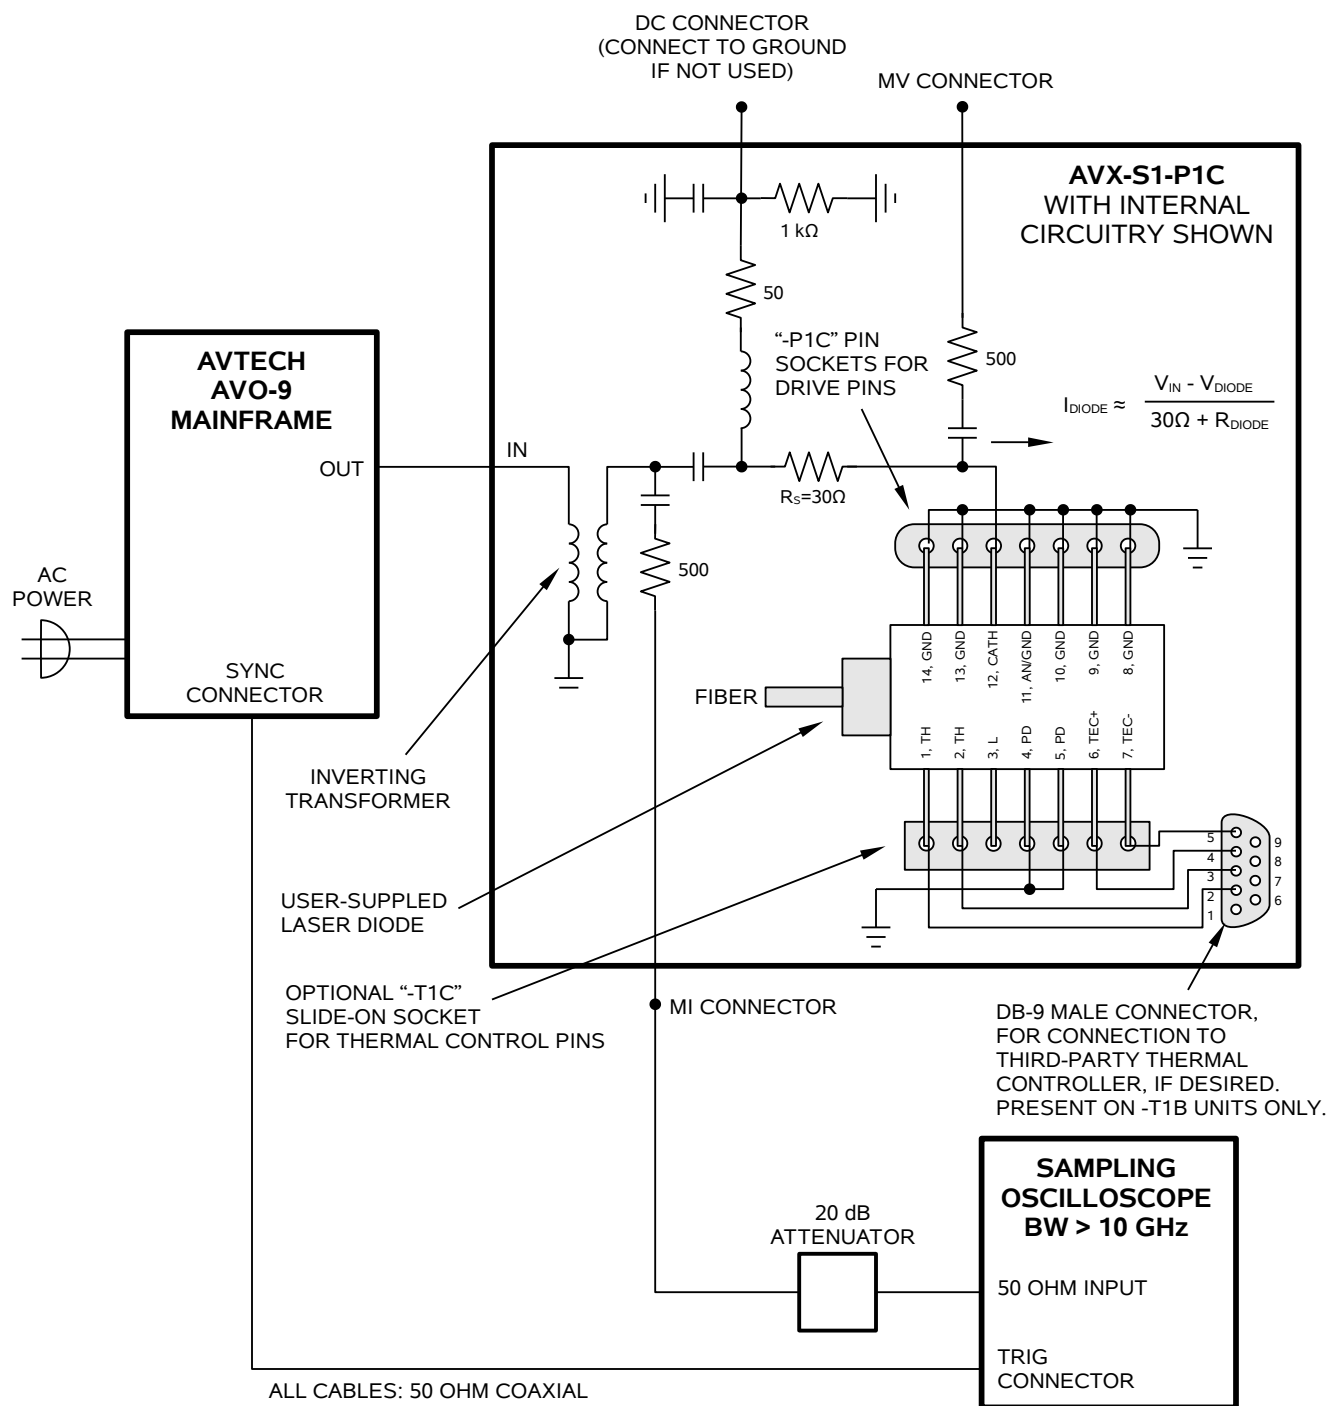 DC CONNECTOR
(CONNECT TO GROUND
IF NOT USED)
MV CONNECTOR
AVX-S1-P1C
WITH INTERNAL
CIRCUITRY SHOWN
1 kΩ
50
“-P1C” PIN
SOCKETS FOR
DRIVE PINS
500
I_DIODE ≈ V_IN - V_DIODE
30Ω + R_DIODE
AVTECH
AVO-9
MAINFRAME
OUT
IN
R_S=30Ω
500
AC
POWER
SYNC
CONNECTOR
14, GND
13, GND
12, CATH
11, AN/GND
10, GND
9, GND
8, GND
FIBER
1, TH
2, TH
3, L
4, PD
5, PD
6, TEC+
7, TEC-
INVERTING
TRANSFORMER
5
4
3
2
1
9
8
7
6
USER-SUPPLED
LASER DIODE
OPTIONAL “-T1C”
SLIDE-ON SOCKET
FOR THERMAL CONTROL PINS
MI CONNECTOR
DB-9 MALE CONNECTOR,
FOR CONNECTION TO
THIRD-PARTY THERMAL
CONTROLLER, IF DESIRED.
PRESENT ON -T1B UNITS ONLY.
SAMPLING
OSCILLOSCOPE
BW > 10 GHz
20 dB
ATTENUATOR
50 OHM INPUT
TRIG
CONNECTOR
ALL CABLES: 50 OHM COAXIAL